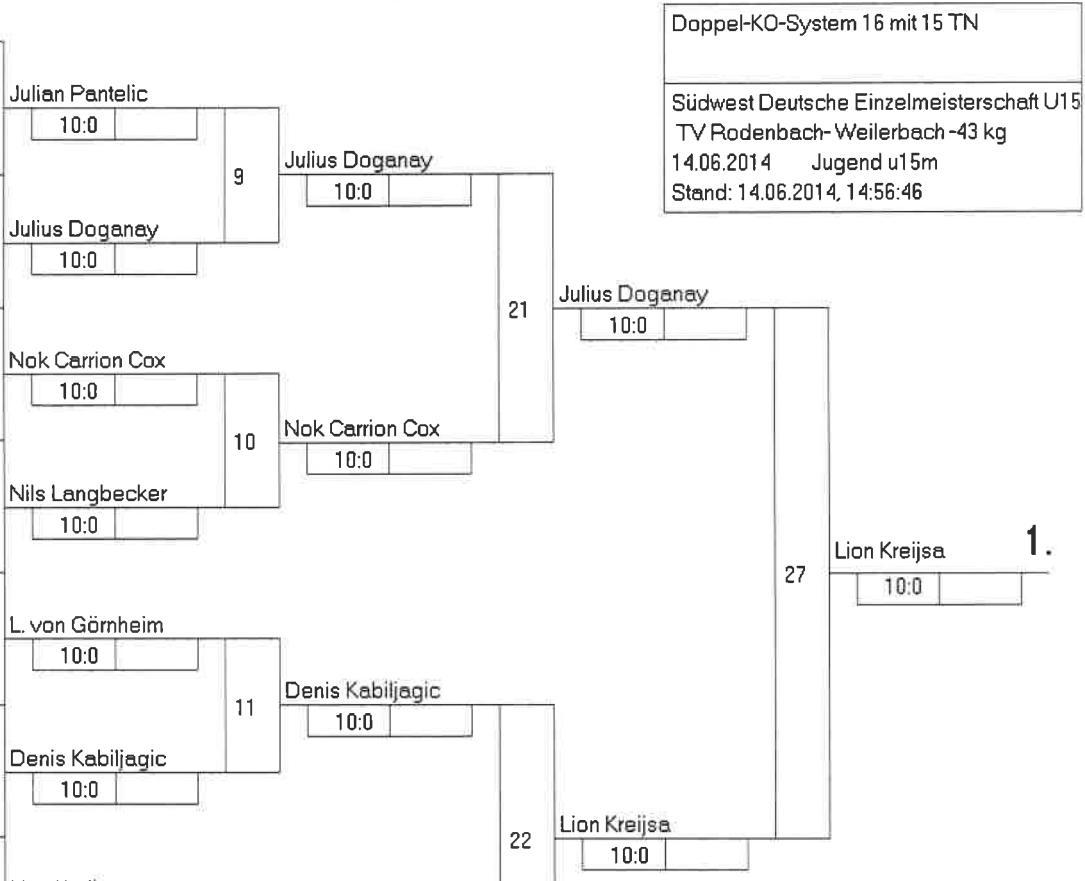 Doppel-KO-System 16 mit 15 TN
Südwest Deutsche Einzelmeisterschaft U15
TV Rodenbach-Weilerbach -43 kg
14.06.2014 Jugend u15m
Stand: 14.06.2014, 14:56:46
Julian Pantelic
10:0
9
Julius Doganay
10:0
Julius Doganay
10:0
21
Julius Doganay
10:0
Nok Carrion Cox
10:0
10
Nok Carrion Cox
10:0
Nils Langbecker
10:0
27
Lion Kreijsa 1.
10:0
L. von Görnheim
10:0
11
Denis Kabiljagic
10:0
Denis Kabiljagic
10:0
22
Lion Kreijsa
10:0